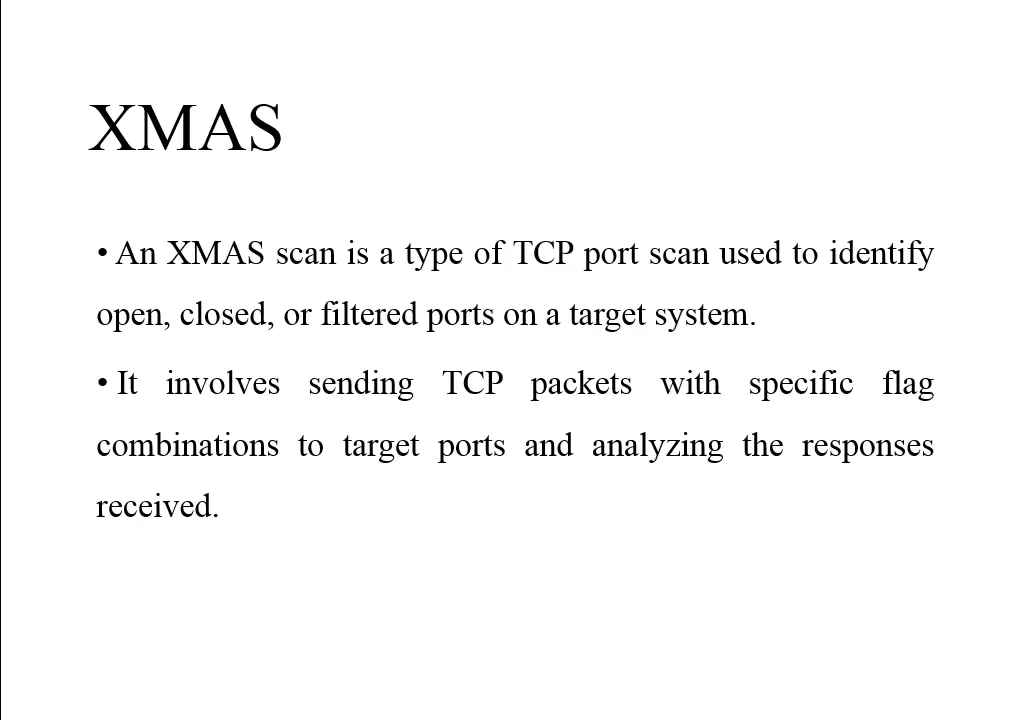 XMAS
• An XMAS scan is a type of TCP port scan used to identify
open, closed, or filtered ports on a target system.
• It involves sending TCP packets with specific flag
combinations to target ports and analyzing the responses
received.